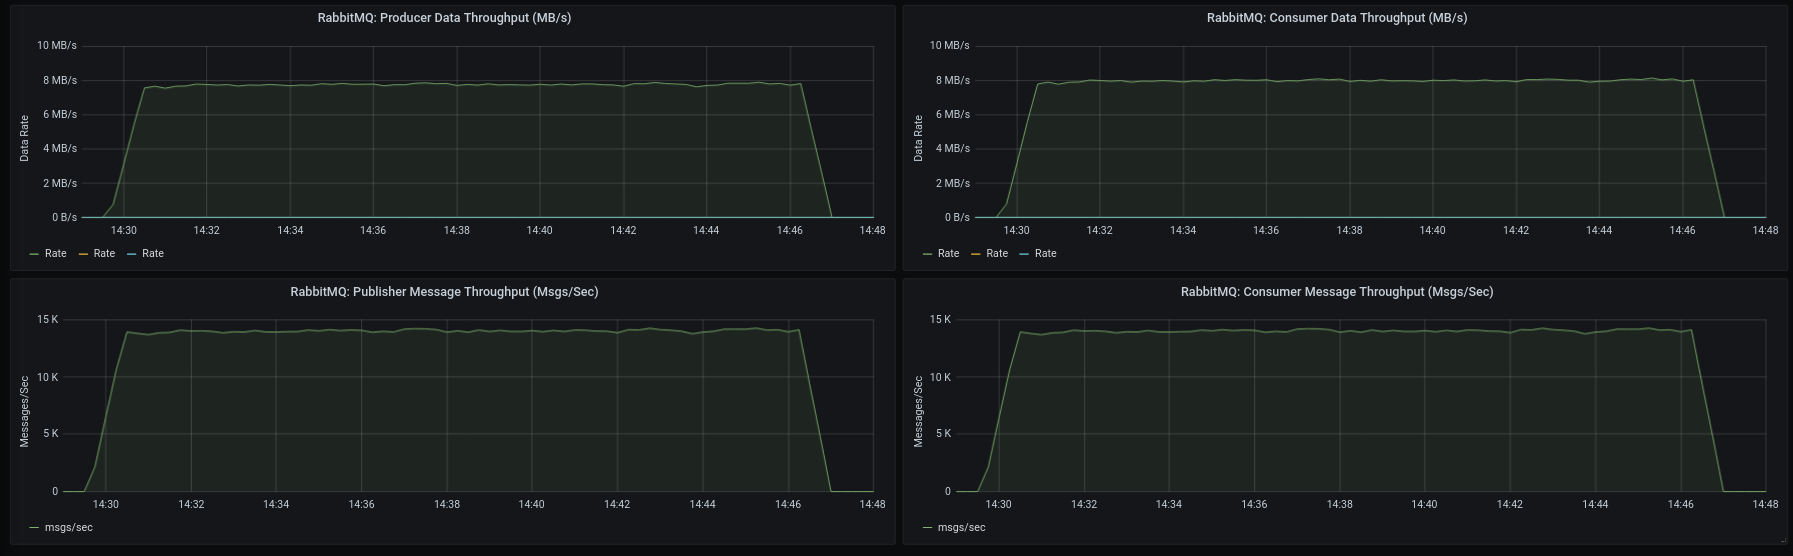 RabbitMQ: Producer Data Throughput (MB/s)
Data Rate
10 MB/s
8 MB/s
6 MB/s
4 MB/s
2 MB/s
0 B/s
14:30 14:32 14:34 14:36 14:38 14:40 14:42 14:44 14:46 14:48
Rate Rate Rate
RabbitMQ: Consumer Data Throughput (MB/s)
Data Rate
10 MB/s
8 MB/s
6 MB/s
4 MB/s
2 MB/s
0 B/s
14:30 14:32 14:34 14:36 14:38 14:40 14:42 14:44 14:46 14:48
Rate Rate Rate
RabbitMQ: Publisher Message Throughput (Msgs/Sec)
Messages/Sec
15 K
10 K
5 K
0
14:30 14:32 14:34 14:36 14:38 14:40 14:42 14:44 14:46 14:48
msgs/sec
RabbitMQ: Consumer Message Throughput (Msgs/Sec)
Messages/Sec
15 K
10 K
5 K
0
14:30 14:32 14:34 14:36 14:38 14:40 14:42 14:44 14:46 14:48
msgs/sec